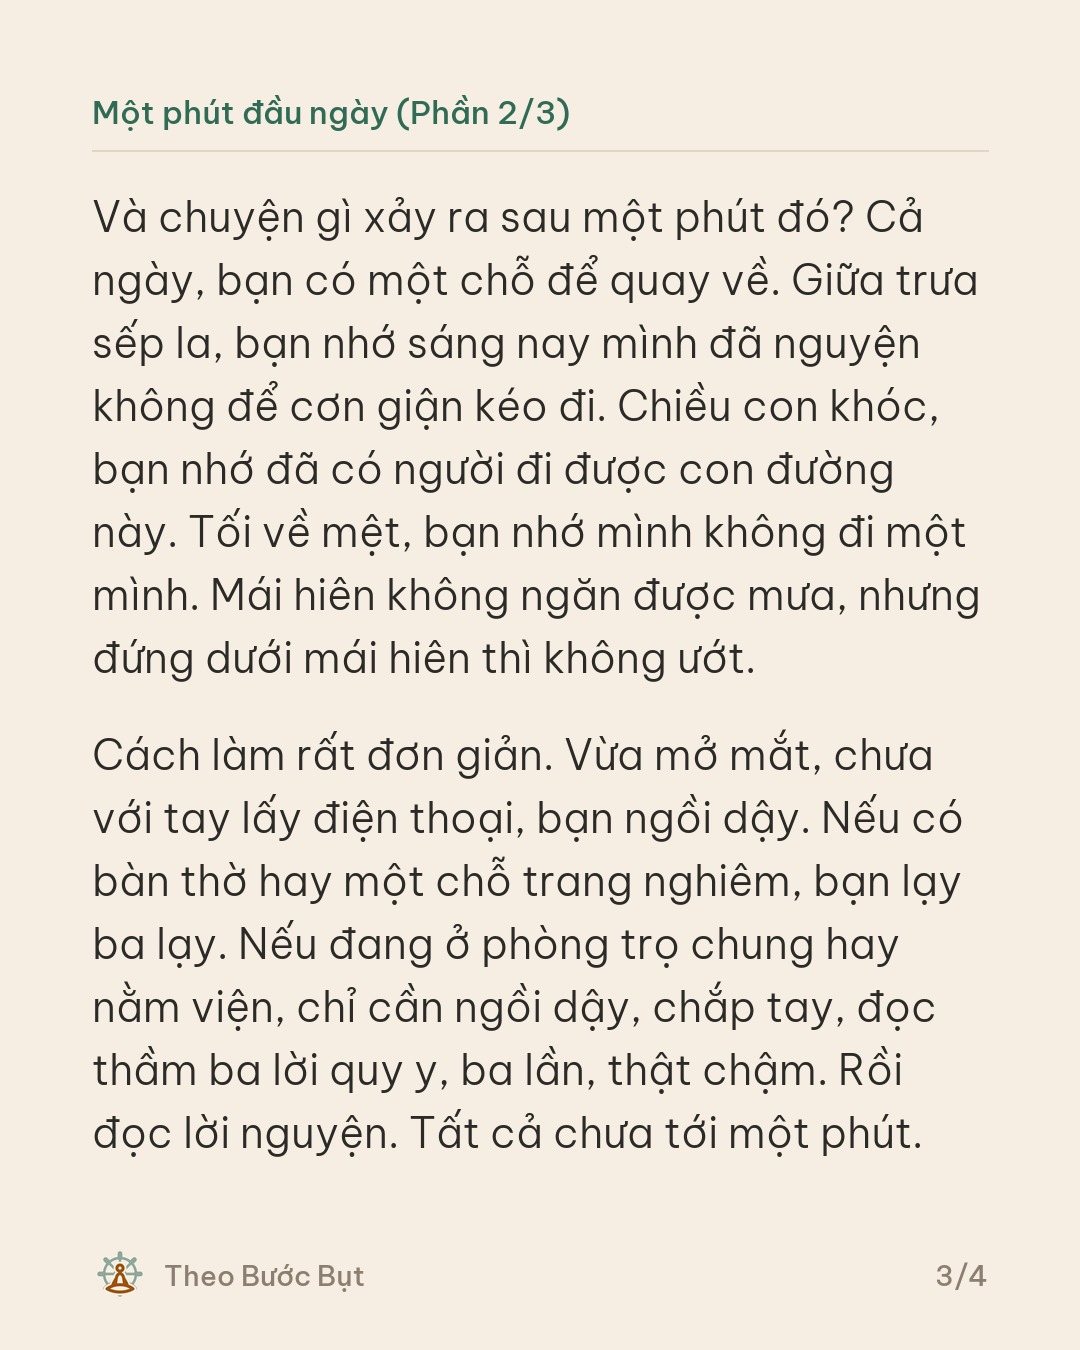 Một phút đầu ngày (Phần 2/3)
Và chuyện gì xảy ra sau một phút đó? Cả
ngày, bạn có một chỗ để quay về. Giữa trưa
sếp la, bạn nhớ sáng nay mình đã nguyện
không để cơn giận kéo đi. Chiều con khóc,
bạn nhớ đã có người đi được con đường
này. Tối về mệt, bạn nhớ mình không đi một
mình. Mái hiên không ngăn được mưa, nhưng
đứng dưới mái hiên thì không ướt.
Cách làm rất đơn giản. Vừa mở mắt, chưa
với tay lấy điện thoại, bạn ngồi dậy. Nếu có
bàn thờ hay một chỗ trang nghiêm, bạn lạy
ba lạy. Nếu đang ở phòng trọ chung hay
nằm viện, chỉ cần ngồi dậy, chắp tay, đọc
thầm ba lời quy y, ba lần, thật chậm. Rồi
đọc lời nguyện. Tất cả chưa tới một phút.
Theo Bước Bụt
3/4